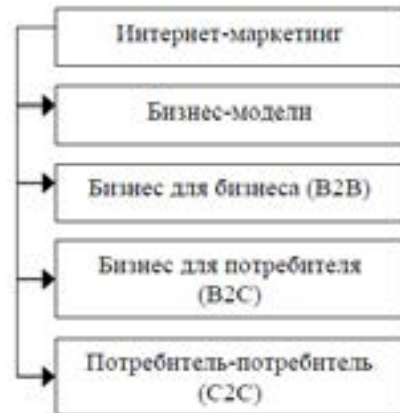 Интернет-маркетинг
Бизнес-модели
Бизнес для бизнеса (B2B)
Бизнес для потребителя
(B2C)
Потребитель-потребитель
(C2C)